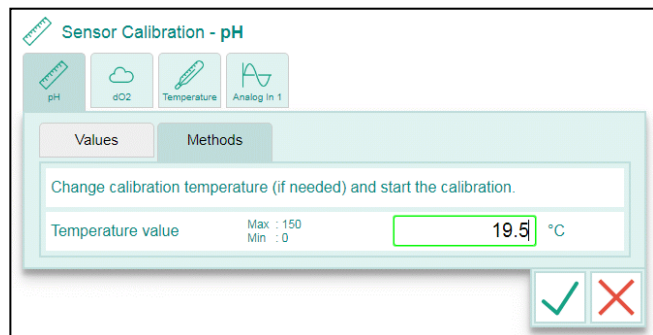 Sensor Calibration - pH
pH dO2 Temperature Analog In 1
Values Methods
Change calibration temperature (if needed) and start the calibration.
Temperature value Max : 150 19.5 °C
Min : 0